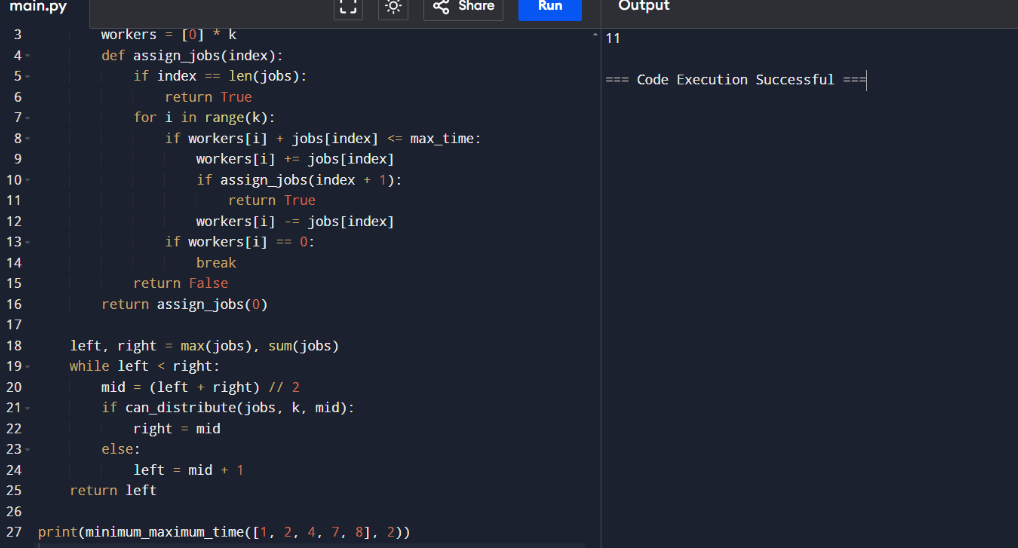 main.py
Share
Run
Output
3 workers = [0] * k
4 def assign_jobs(index):
5 if index == len(jobs):
6 return True
7 for i in range(k):
8 if workers[i] + jobs[index] <= max_time:
9 workers[i] += jobs[index]
10 if assign_jobs(index + 1):
11 return True
12 workers[i] -= jobs[index]
13 if workers[i] == 0:
14 break
15 return False
16 return assign_jobs(0)
17
18 left, right = max(jobs), sum(jobs)
19 while left < right:
20 mid = (left + right) // 2
21 if can_distribute(jobs, k, mid):
22 right = mid
23 else:
24 left = mid + 1
25 return left
26
27 print(minimum_maximum_time([1, 2, 4, 7, 8], 2))
11
=== Code Execution Successful ===